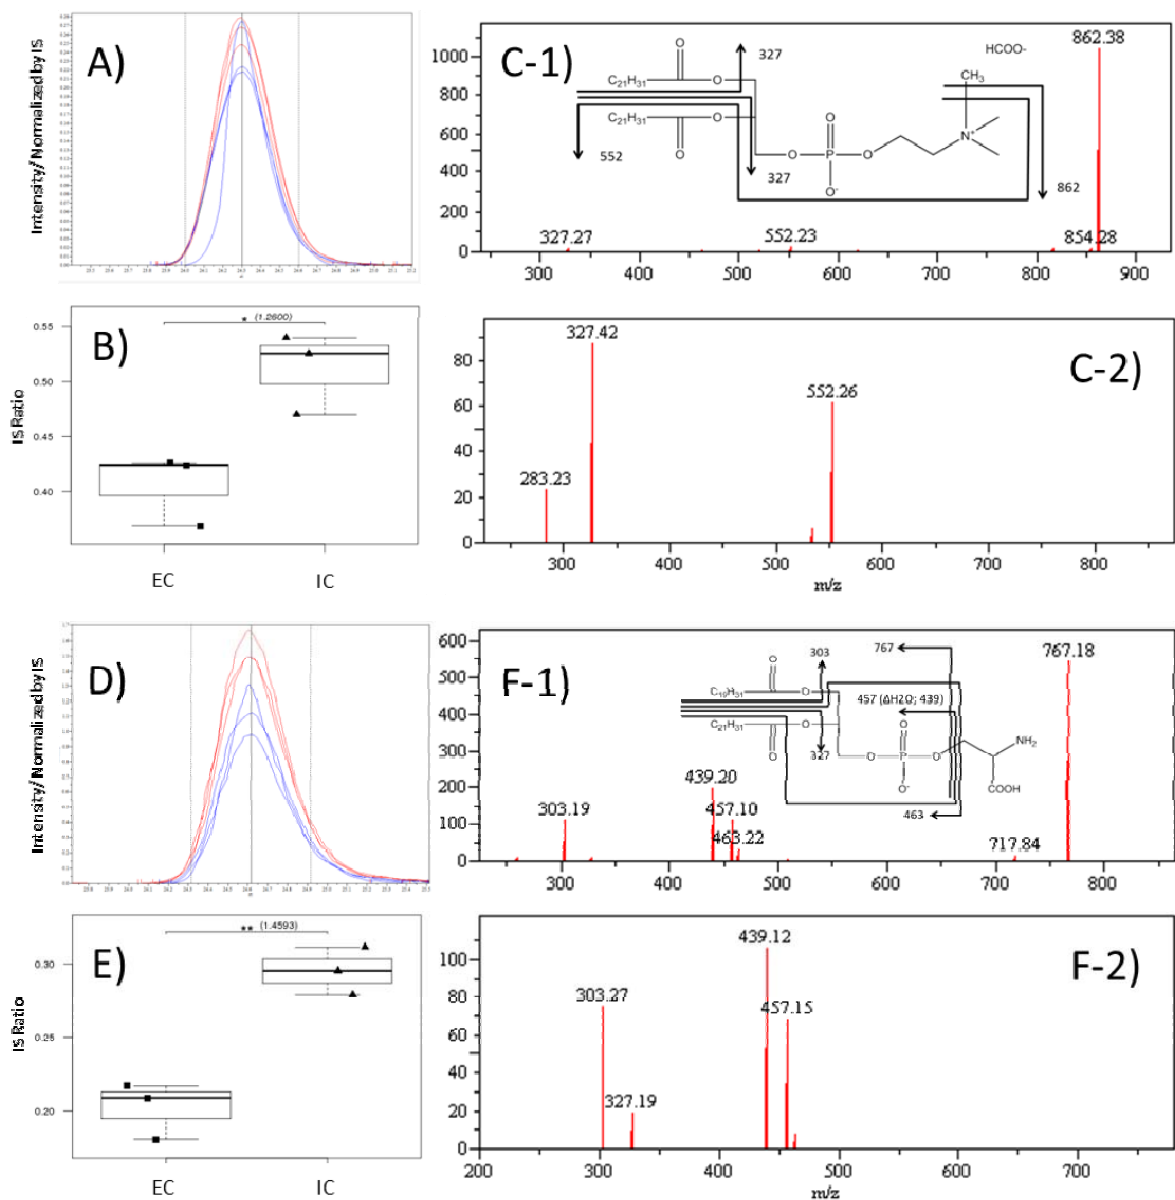 A)
Intensity/ Normalized by IS
C-1)
1000
800
600
400
200
0
862.38
854.28
552.23
327.27
300 400 500 600 700 800 900
HCOO-
CH3
N+
C21H31
C21H31
O
O
O
O
O
O
P
O
O-
327
552
327
862
B)
IS Ratio
0.55
0.50
0.45
0.40
* (1.2600)
EC IC
C-2)
80
60
40
20
0
327.42
552.26
283.23
300 400 500 600 700 800
m/z
D)
Intensity/ Normalized by IS
F-1)
600
500
400
300
200
100
0
767.18
439.20
457.10
463.22
303.19
717.84
300 400 500 600 700 800
C19H31
C21H31
O
O
O
O
O
O
P
O
O-
NH2
COOH
303
767
457 (ΔH2O; 439)
327
463
E)
IS Ratio
0.30
0.25
0.20
** (1.4593)
EC IC
F-2)
100
80
60
40
20
0
439.12
303.27
457.15
327.19
200 300 400 500 600 700
m/z